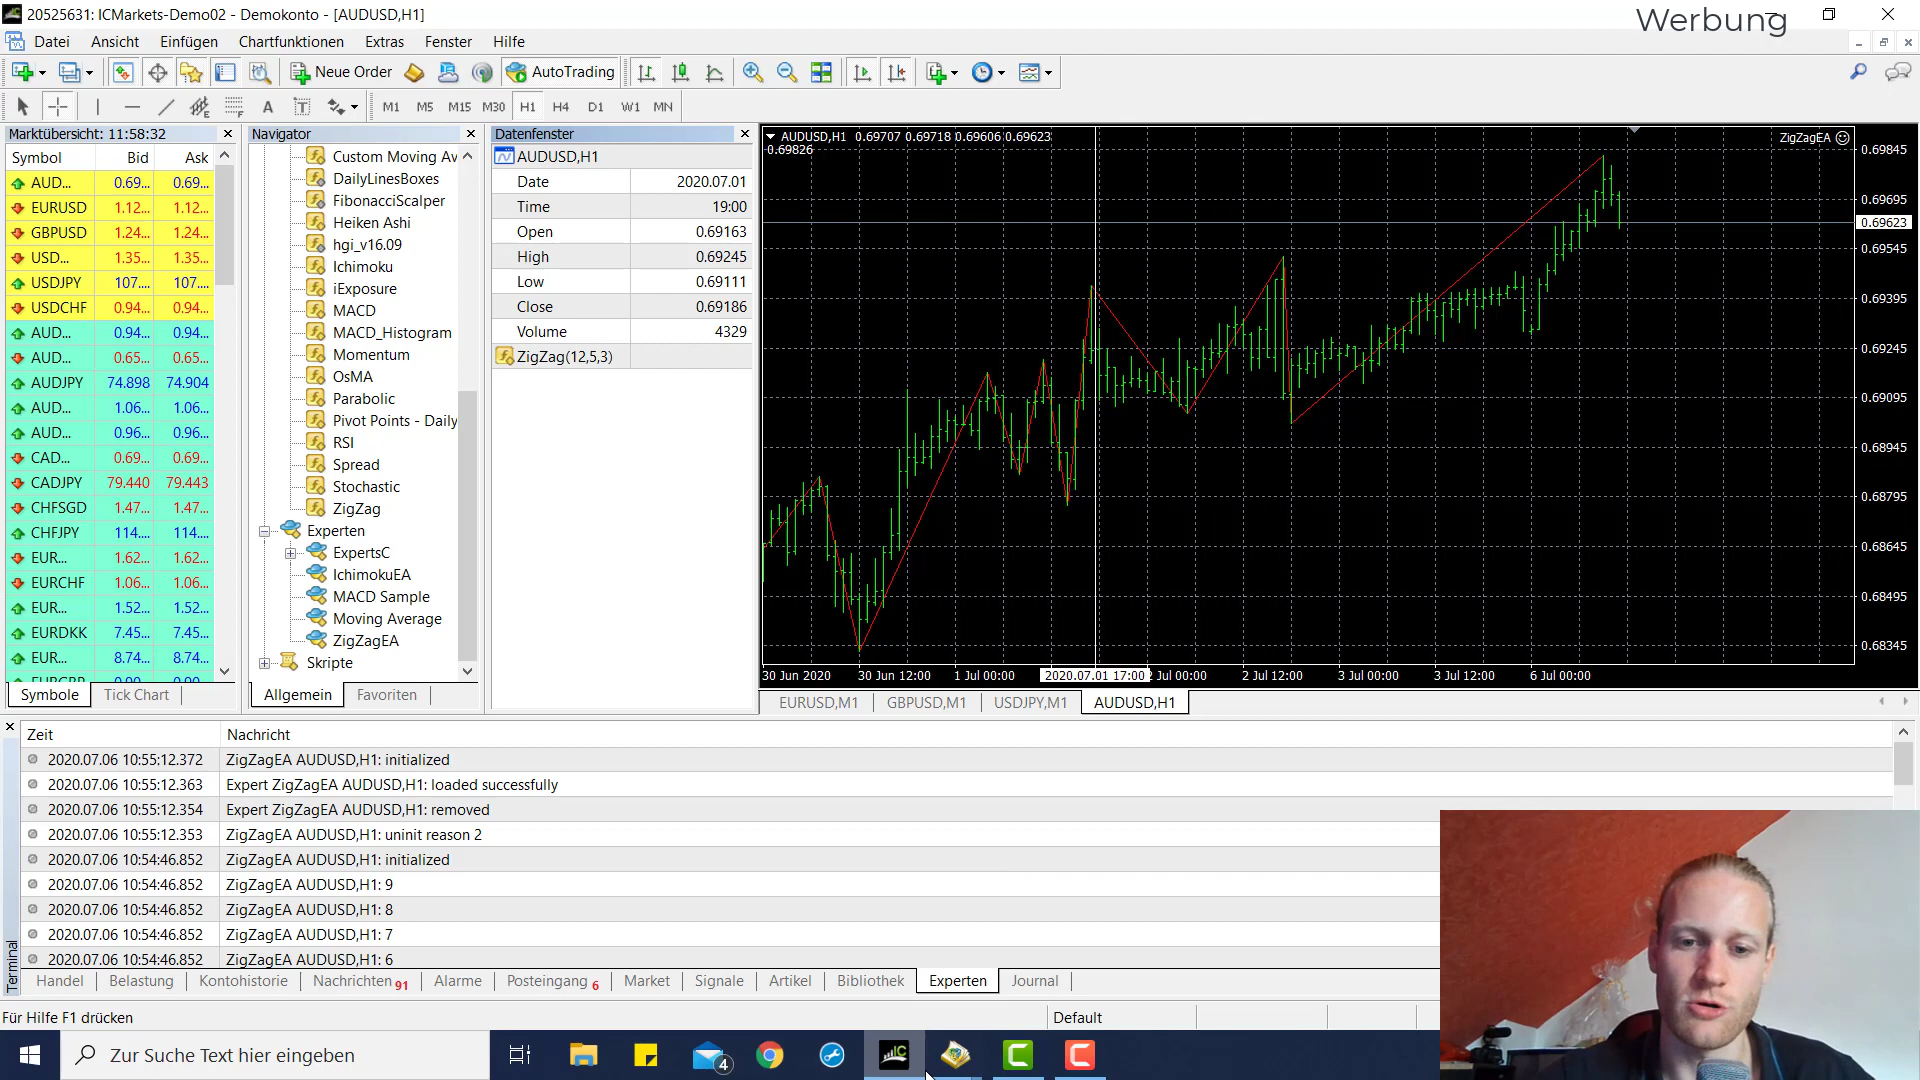 20525631: ICMarkets-Demo02 - Demokonto - [AUDUSD,H1]
Werbung
Datei Ansicht Einfügen Chartfunktionen Extras Fenster Hilfe
Neue Order AutoTrading
A T M1 M5 M15 M30 H1 H4 D1 W1 MN
Marktübersicht: 11:58:32
Symbol Bid Ask
AUD... 0.69... 0.69...
EURUSD 1.12... 1.12...
GBPUSD 1.24... 1.24...
USD... 1.35... 1.35...
USDJPY 107.... 107....
USDCHF 0.94... 0.94...
AUD... 0.94... 0.94...
AUD... 0.65... 0.65...
AUDJPY 74.898 74.904
AUD... 1.06... 1.06...
AUD... 0.96... 0.96...
CAD... 0.69... 0.69...
CADJPY 79.440 79.443
CHFSGD 1.47... 1.47...
CHFJPY 114.... 114....
EUR... 1.62... 1.62...
EURCHF 1.06... 1.06...
EUR... 1.52... 1.52...
EURDKK 7.45... 7.45...
EUR... 8.74... 8.74...
Symbole Tick Chart
Navigator
Custom Moving Av
DailyLinesBoxes
FibonacciScalper
Heiken Ashi
hgi_v16.09
Ichimoku
iExposure
MACD
MACD_Histogram
Momentum
OsMA
Parabolic
Pivot Points - Daily
RSI
Spread
Stochastic
ZigZag
Experten
ExpertsC
IchimokuEA
MACD Sample
Moving Average
ZigZagEA
Skripte
Allgemein Favoriten
Datenfenster
AUDUSD,H1
Date 2020.07.01
Time 19:00
Open 0.69163
High 0.69245
Low 0.69111
Close 0.69186
Volume 4329
ZigZag(12,5,3)
AUDUSD,H1 0.69707 0.69718 0.69606 0.69623
0.69826
ZigZagEA
0.69845
0.69695
0.69623
0.69545
0.69395
0.69245
0.69095
0.68945
0.68795
0.68645
0.68495
0.68345
30 Jun 2020 30 Jun 12:00 1 Jul 00:00 2020.07.01 17:00 2 Jul 00:00 2 Jul 12:00 3 Jul 00:00 3 Jul 12:00 6 Jul 00:00
EURUSD,M1 GBPUSD,M1 USDJPY,M1 AUDUSD,H1
Zeit Nachricht
2020.07.06 10:55:12.372 ZigZagEA AUDUSD,H1: initialized
2020.07.06 10:55:12.363 Expert ZigZagEA AUDUSD,H1: loaded successfully
2020.07.06 10:55:12.354 Expert ZigZagEA AUDUSD,H1: removed
2020.07.06 10:55:12.353 ZigZagEA AUDUSD,H1: uninit reason 2
2020.07.06 10:54:46.852 ZigZagEA AUDUSD,H1: initialized
2020.07.06 10:54:46.852 ZigZagEA AUDUSD,H1: 9
2020.07.06 10:54:46.852 ZigZagEA AUDUSD,H1: 8
2020.07.06 10:54:46.852 ZigZagEA AUDUSD,H1: 7
2020.07.06 10:54:46.852 ZigZagEA AUDUSD,H1: 6
Terminal
Handel Belastung Kontohistorie Nachrichten 91 Alarme Posteingang 6 Market Signale Artikel Bibliothek Experten Journal
Für Hilfe F1 drücken Default
Zur Suche Text hier eingeben
4
IC
C
C